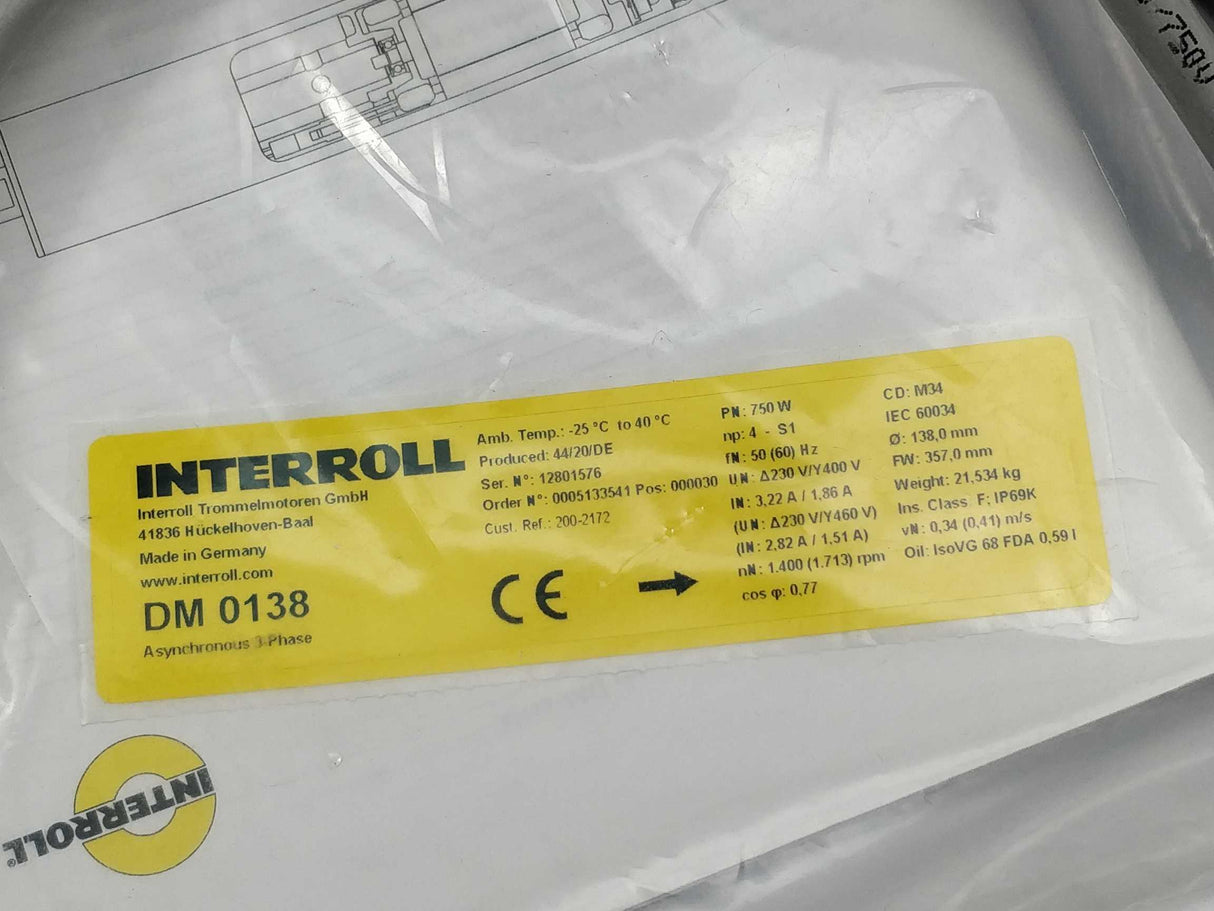 /750V
INTERROLL
Interroll Trommelmotoren GmbH
41836 Hückelhoven-Baal
Made in Germany
www.interroll.com
DM 0138
Asynchronous 3-Phase
Amb. Temp.: -25 °C to 40 °C
Produced: 44/20/DE
Ser. N°: 12801576
Order N°: 0005133541 Pos: 000030
Cust. Ref.: 200-2172
CE
PN: 750 W
np: 4 - S1
fN: 50 (60) Hz
UN: Δ230 V/Y400 V
IN: 3,22 A / 1,86 A
(UN: Δ230 V/Y460 V)
(IN: 2,82 A / 1,51 A)
nN: 1.400 (1.713) rpm
cos φ: 0,77
CD: M34
IEC 60034
Ø: 138,0 mm
FW: 357,0 mm
Weight: 21,534 kg
Ins. Class. F; IP69K
vN: 0,34 (0,41) m/s
Oil: IsoVG 68 FDA 0,59 l
INTERROLL®